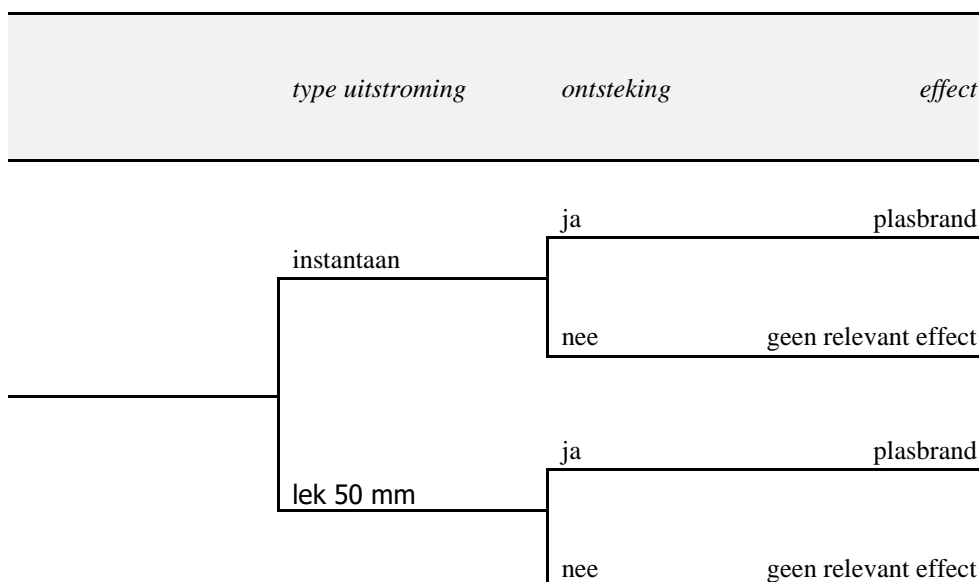 type uitstroming ontsteking effect
ja plasbrand
instantaan
nee geen relevant effect
ja plasbrand
lek 50 mm
nee geen relevant effect